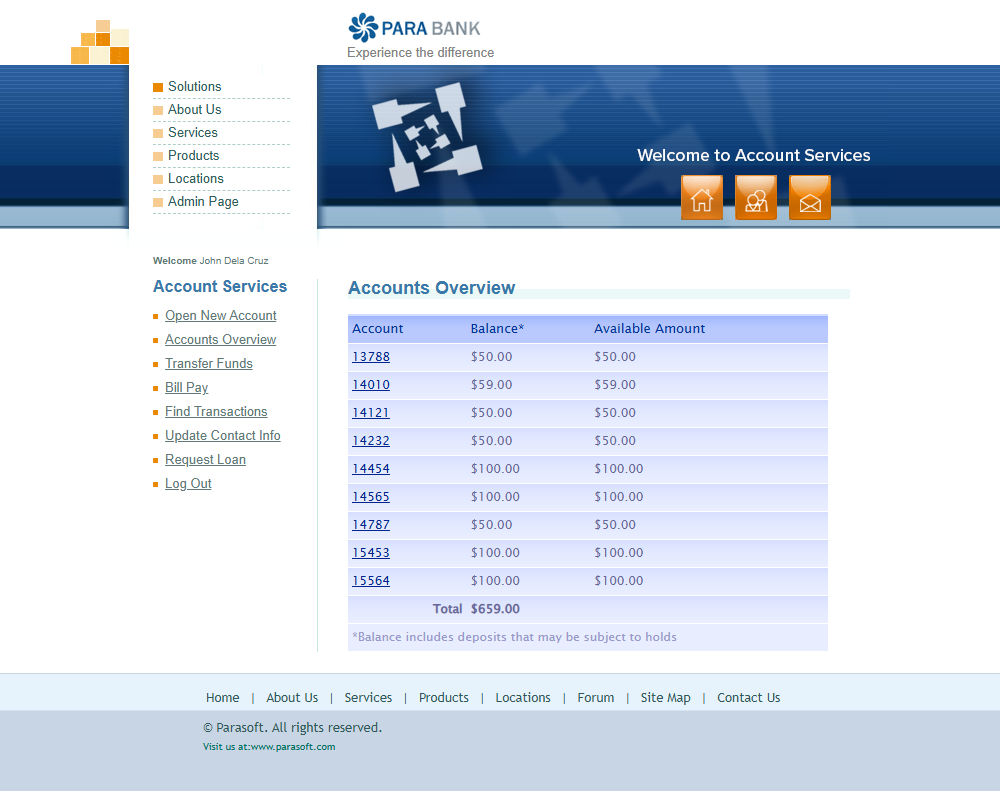 PARA BANK
Experience the difference
Solutions
About Us
Services
Products
Locations
Admin Page
Welcome to Account Services
Welcome John Dela Cruz
Account Services
Open New Account
Accounts Overview
Transfer Funds
Bill Pay
Find Transactions
Update Contact Info
Request Loan
Log Out
Accounts Overview
Account Balance* Available Amount
13788 $50.00 $50.00
14010 $59.00 $59.00
14121 $50.00 $50.00
14232 $50.00 $50.00
14454 $100.00 $100.00
14565 $100.00 $100.00
14787 $50.00 $50.00
15453 $100.00 $100.00
15564 $100.00 $100.00
Total $659.00
*Balance includes deposits that may be subject to holds
Home | About Us | Services | Products | Locations | Forum | Site Map | Contact Us
© Parasoft. All rights reserved.
Visit us at:www.parasoft.com